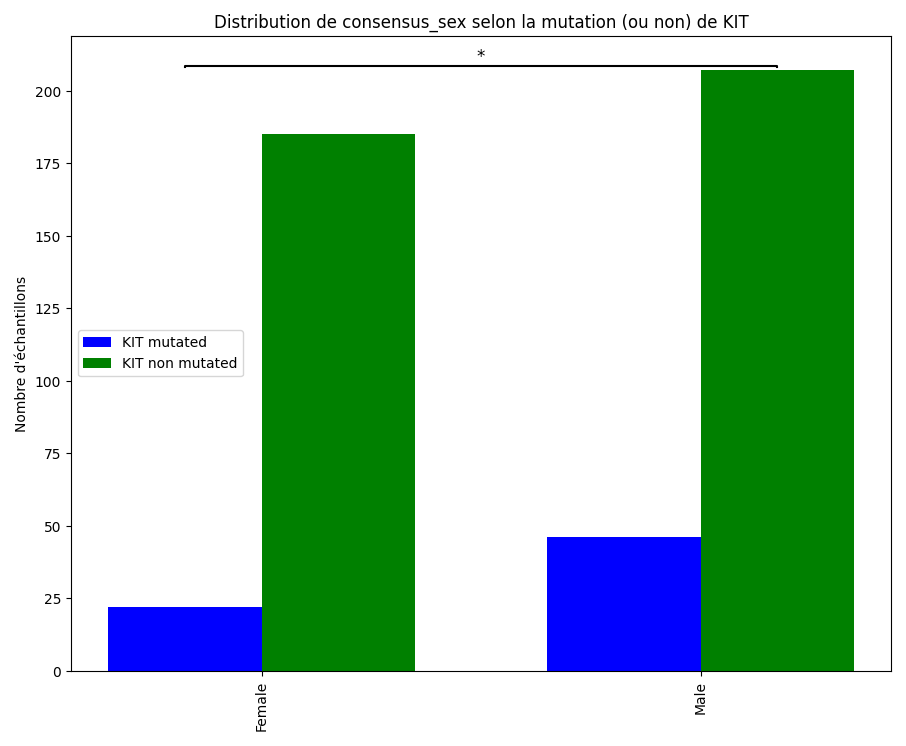 Distribution de consensus_sex selon la mutation (ou non) de KIT
*
200
175
150
125
100
75
50
25
0
Nombre d'échantillons
KIT mutated
KIT non mutated
Female
Male